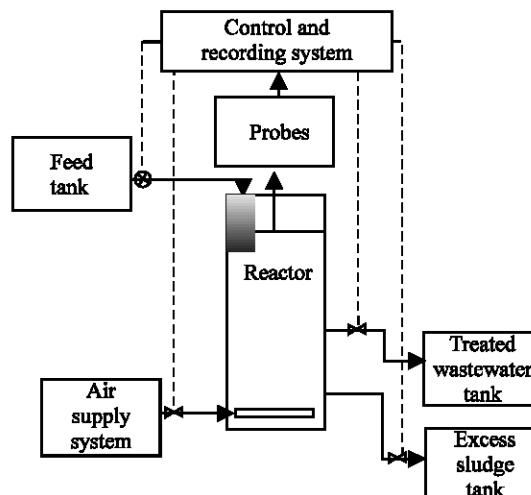 Control and
recording system
Probes
Feed
tank
Reactor
Treated
wastewater
tank
Air
supply
system
Excess
sludge
tank